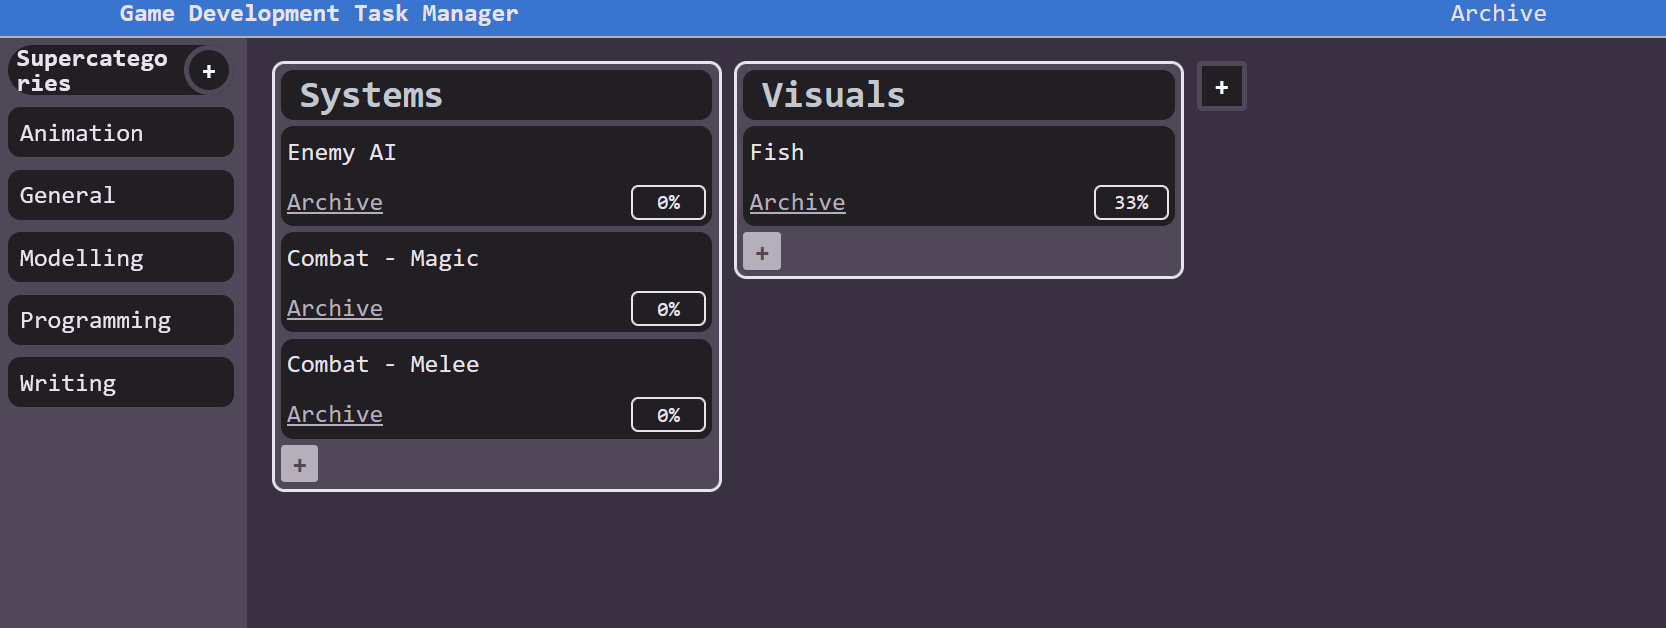 Game Development Task Manager
Archive
Supercatego
ries
+
Animation
General
Modelling
Programming
Writing
Systems
Enemy AI
Archive
0%
Combat - Magic
Archive
0%
Combat - Melee
Archive
0%
+
Visuals
Fish
Archive
33%
+
+